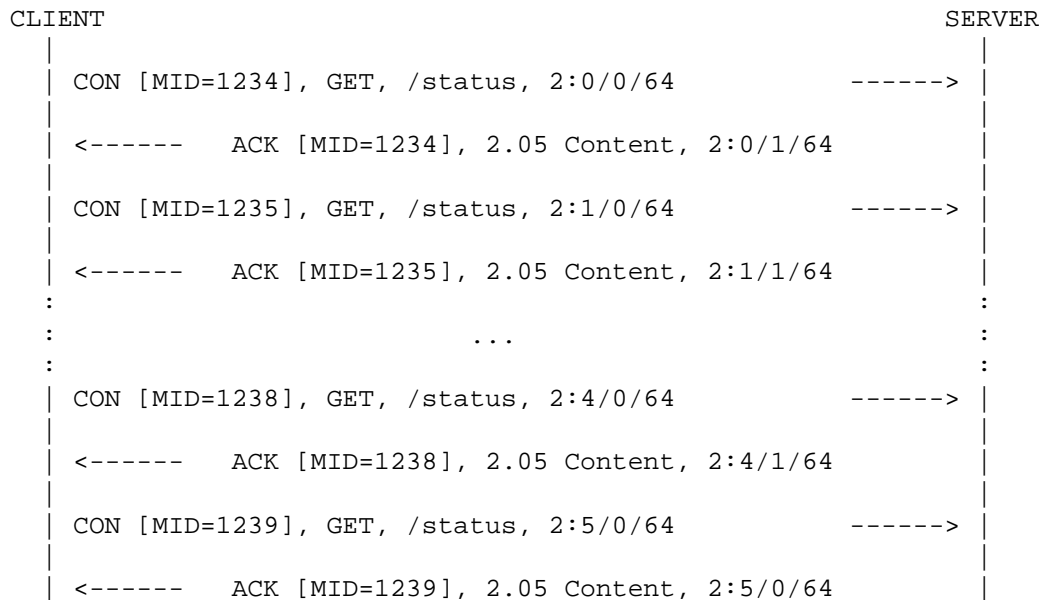 CLIENT                                                     SERVER
  |                                                          |
  | CON [MID=1234], GET, /status, 2:0/0/64           ------> |
  |                                                          |
  | <------   ACK [MID=1234], 2.05 Content, 2:0/1/64         |
  |                                                          |
  | CON [MID=1235], GET, /status, 2:1/0/64           ------> |
  |                                                          |
  | <------   ACK [MID=1235], 2.05 Content, 2:1/1/64         |
  :                                                          :
  :                          ...                             :
  :                                                          :
  | CON [MID=1238], GET, /status, 2:4/0/64           ------> |
  |                                                          |
  | <------   ACK [MID=1238], 2.05 Content, 2:4/1/64         |
  |                                                          |
  | CON [MID=1239], GET, /status, 2:5/0/64           ------> |
  |                                                          |
  | <------   ACK [MID=1239], 2.05 Content, 2:5/0/64         |